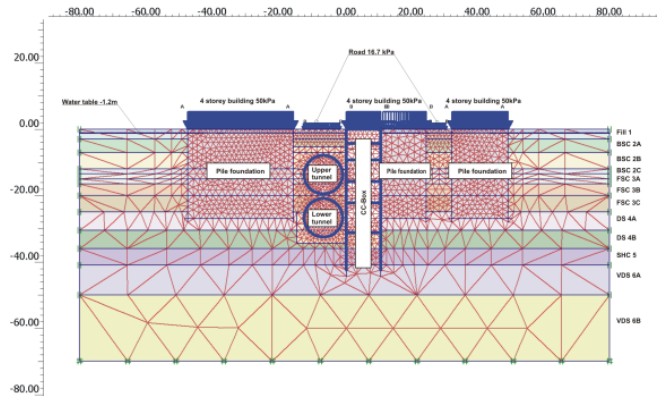 -80.00 -60.00 -40.00 -20.00 0.00 20.00 40.00 60.00 80.00
20.00
0.00
-20.00
-40.00
-60.00
-80.00
Road 16.7 kPa
4 storey building 50kPa
4 storey building 50kPa
4 storey building 50kPa
Water table -1.2m
Pile foundation
Upper tunnel
Lower tunnel
CC-Box
Pile foundation
Pile foundation
Fill 1
BSC 2A
BSC 2B
BSC 2C
FSC 3A
FSC 3B
FSC 3C
DS 4A
DS 4B
SHC 5
VDS 6A
VDS 6B